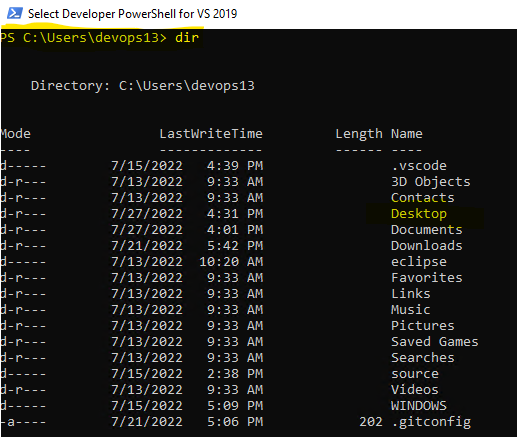 Select Developer PowerShell for VS 2019
PS C:\Users\devops13> dir
Directory: C:\Users\devops13
Mode LastWriteTime Length Name
---- ------------- ------ ----
d----- 7/15/2022 4:39 PM .vscode
d-r--- 7/13/2022 9:33 AM 3D Objects
d-r--- 7/13/2022 9:33 AM Contacts
d-r--- 7/27/2022 4:31 PM Desktop
d-r--- 7/27/2022 4:01 PM Documents
d-r--- 7/21/2022 5:42 PM Downloads
d----- 7/13/2022 10:20 AM eclipse
d-r--- 7/13/2022 9:33 AM Favorites
d-r--- 7/13/2022 9:33 AM Links
d-r--- 7/13/2022 9:33 AM Music
d-r--- 7/13/2022 9:33 AM Pictures
d-r--- 7/13/2022 9:33 AM Saved Games
d-r--- 7/13/2022 9:33 AM Searches
d----- 7/15/2022 2:38 PM source
d-r--- 7/13/2022 9:33 AM Videos
d----- 7/15/2022 5:09 PM WINDOWS
-a---- 7/21/2022 5:06 PM 202 .gitconfig